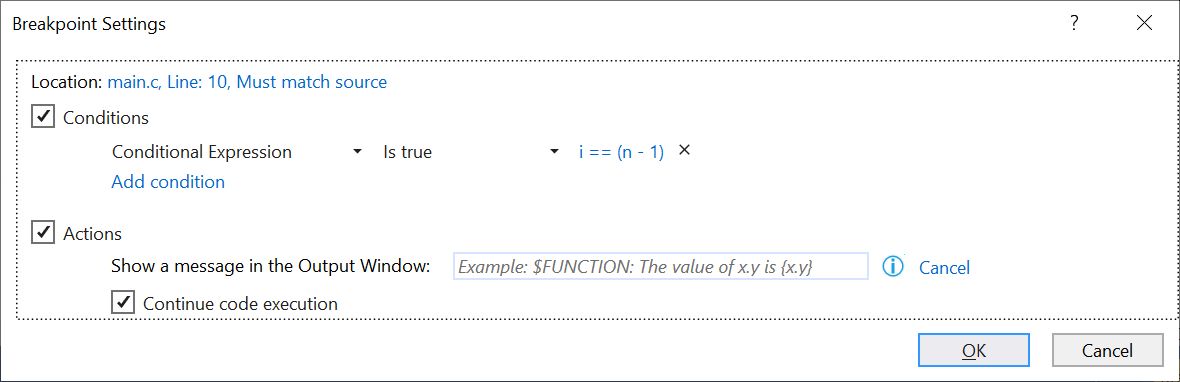 Breakpoint Settings ?
Location: main.c, Line: 10, Must match source
Conditions
Conditional Expression Is true i == (n - 1)
Add condition
Actions
Show a message in the Output Window: Example: $FUNCTION: The value of x.y is {x.y} Cancel
Continue code execution
OK Cancel